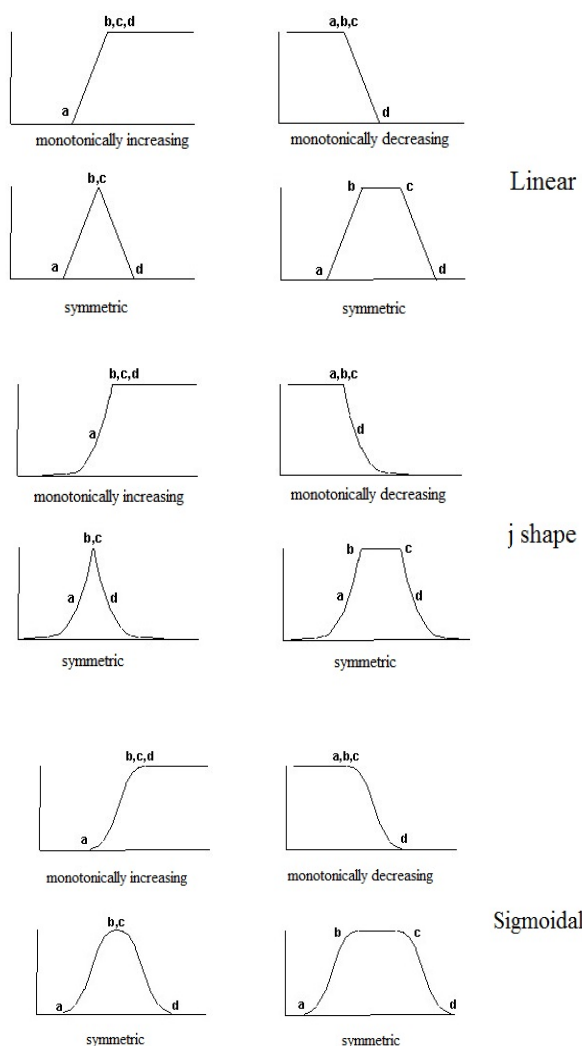 b,c,d
a,b,c
a
d
monotonically increasing
monotonically decreasing
Linear
b,c
b
c
a
d
a
d
symmetric
symmetric
b,c,d
a,b,c
a
d
monotonically increasing
monotonically decreasing
j shape
b,c
b
c
a
d
a
d
symmetric
symmetric
b,c,d
a,b,c
a
d
monotonically increasing
monotonically decreasing
Sigmoidal
b,c
b
c
a
d
a
d
symmetric
symmetric